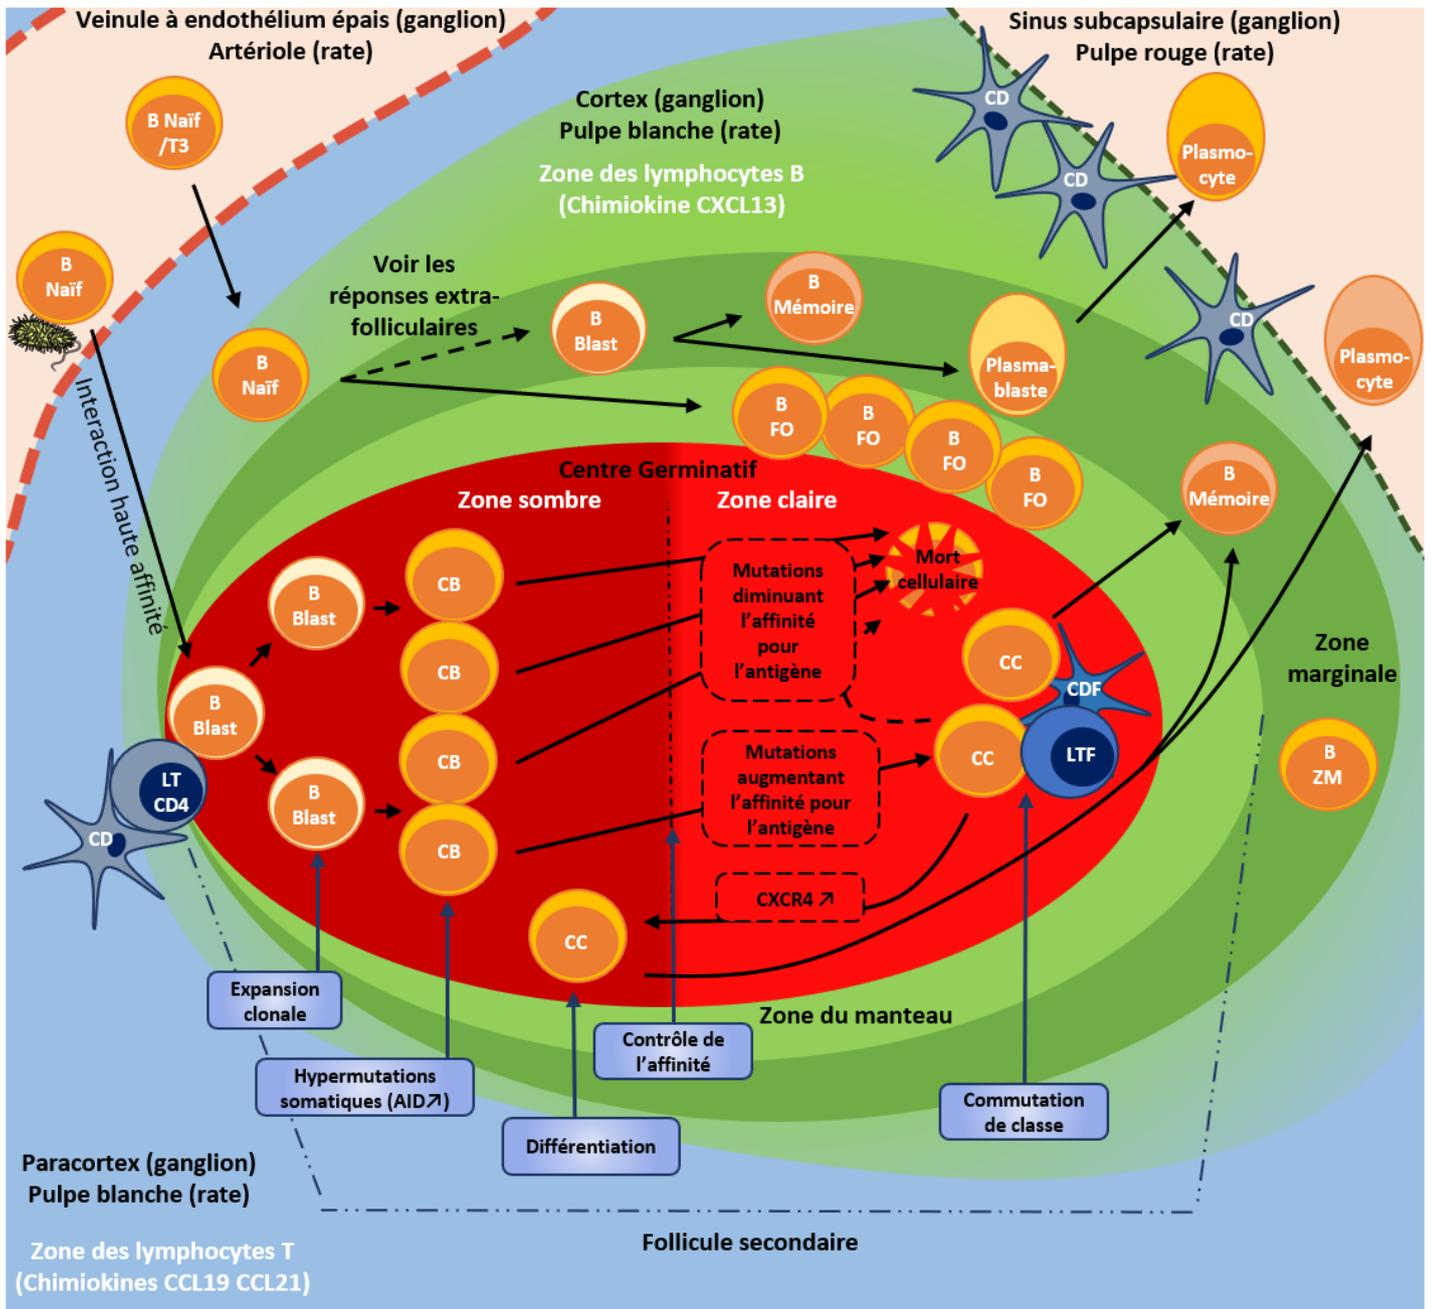 Veinule à endothélium épais (ganglion)
Artériole (rate)
Sinus subcapsulaire (ganglion)
Pulpe rouge (rate)
Cortex (ganglion)
Pulpe blanche (rate)
Zone des lymphocytes B
(Chimiokine CXCL13)
B Naïf
/T3
B
Naïf
B
Naïf
Interaction haute affinité
Voir les
réponses extra-
folliculaires
B
Blast
B
Mémoire
Plasma-
blaste
CD
CD
CD
Plasmo-
cyte
Plasmo-
cyte
B
FO
B
FO
B
FO
B
FO
B
Mémoire
Centre Germinatif
Zone sombre
Zone claire
B
Blast
B
Blast
B
Blast
LT
CD4
CD
CB
CB
CB
CB
Mutations
diminuant
l’affinité
pour
l’antigène
Mort
cellulaire
Mutations
augmentant
l’affinité pour
l’antigène
CXCR4 ↗
CC
CC
CC
CDF
LTF
Zone
marginale
B
ZM
Zone du manteau
Expansion
clonale
Hypermutations
somatiques (AID↗)
Différentiation
Contrôle de
l’affinité
Commutation
de classe
Paracortex (ganglion)
Pulpe blanche (rate)
Zone des lymphocytes T
(Chimiokines CCL19 CCL21)
Follicule secondaire